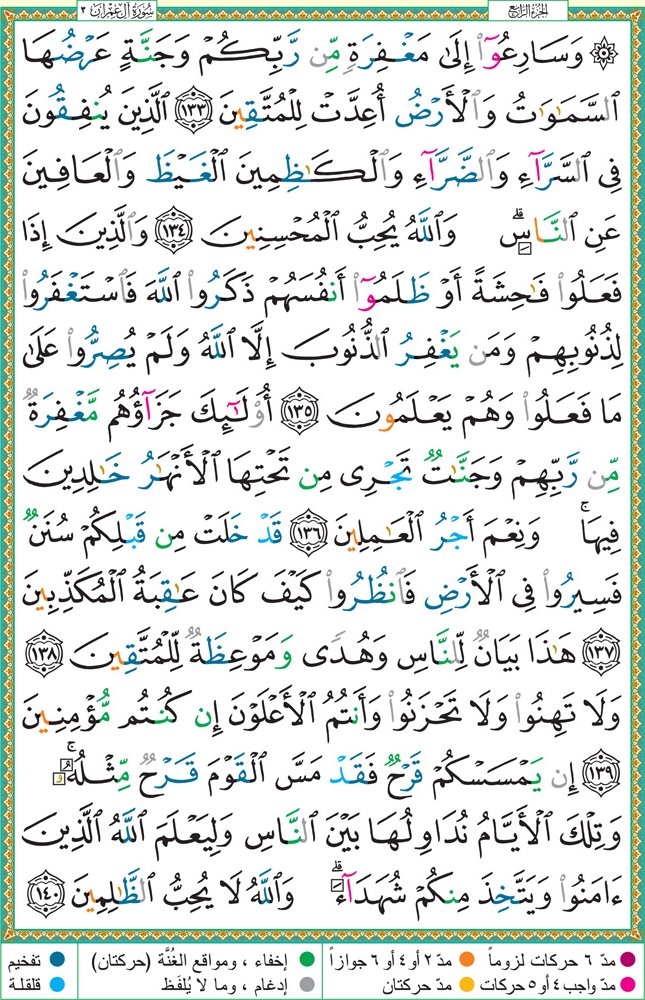 الجزء الرابع
سورة آل عمران ٣
۞ وَسَارِعُوٓا۟ إِلَىٰ مَغْفِرَةٍ مِّن رَّبِّكُمْ وَجَنَّةٍ عَرْضُهَا
ٱلسَّمَٰوَٰتُ وَٱلْأَرْضُ أُعِدَّتْ لِلْمُتَّقِينَ ١٣٣ ٱلَّذِينَ يُنفِقُونَ
فِى ٱلسَّرَّآءِ وَٱلضَّرَّآءِ وَٱلْكَٰظِمِينَ ٱلْغَيْظَ وَٱلْعَافِينَ
عَنِ ٱلنَّاسِ ۗ وَٱللَّهُ يُحِبُّ ٱلْمُحْسِنِينَ ١٣٤ وَٱلَّذِينَ إِذَا
فَعَلُوا۟ فَٰحِشَةً أَوْ ظَلَمُوٓا۟ أَنفُسَهُمْ ذَكَرُوا۟ ٱللَّهَ فَٱسْتَغْفَرُوا۟
لِذُنُوبِهِمْ وَمَن يَغْفِرُ ٱلذُّنُوبَ إِلَّا ٱللَّهُ وَلَمْ يُصِرُّوا۟ عَلَىٰ
مَا فَعَلُوا۟ وَهُمْ يَعْلَمُونَ ١٣٥ أُو۟لَٰٓئِكَ جَزَآؤُهُم مَّغْفِرَةٌ
مِّن رَّبِّهِمْ وَجَنَّٰتٌ تَجْرِى مِن تَحْتِهَا ٱلْأَنْهَٰرُ خَٰلِدِينَ
فِيهَا ۚ وَنِعْمَ أَجْرُ ٱلْعَٰمِلِينَ ١٣٦ قَدْ خَلَتْ مِن قَبْلِكُمْ سُنَنٌ
فَسِيرُوا۟ فِى ٱلْأَرْضِ فَٱنظُرُوا۟ كَيْفَ كَانَ عَٰقِبَةُ ٱلْمُكَذِّبِينَ
١٣٧ هَٰذَا بَيَانٌ لِّلنَّاسِ وَهُدًى وَمَوْعِظَةٌ لِّلْمُتَّقِينَ ١٣٨
وَلَا تَهِنُوا۟ وَلَا تَحْزَنُوا۟ وَأَنتُمُ ٱلْأَعْلَوْنَ إِن كُنتُم مُّؤْمِنِينَ
١٣٩ إِن يَمْسَسْكُمْ قَرْحٌ فَقَدْ مَسَّ ٱلْقَوْمَ قَرْحٌ مِّثْلُهُۥ ۚ
وَتِلْكَ ٱلْأَيَّامُ نُدَاوِلُهَا بَيْنَ ٱلنَّاسِ وَلِيَعْلَمَ ٱللَّهُ ٱلَّذِينَ
ءَامَنُوا۟ وَيَتَّخِذَ مِنكُمْ شُهَدَآءَ ۗ وَٱللَّهُ لَا يُحِبُّ ٱلظَّٰلِمِينَ ١٤٠
مدّ ٦ حركات لزوماً مدّ ٢ أو ٤ أو ٦ جوازاً إخفاء ، ومواقع الغُنَّة (حركتان) تفخيم
مدّ واجب ٤ أو ٥ حركات مدّ حركتان إدغام ، وما لا يُلفَظ قلقلة